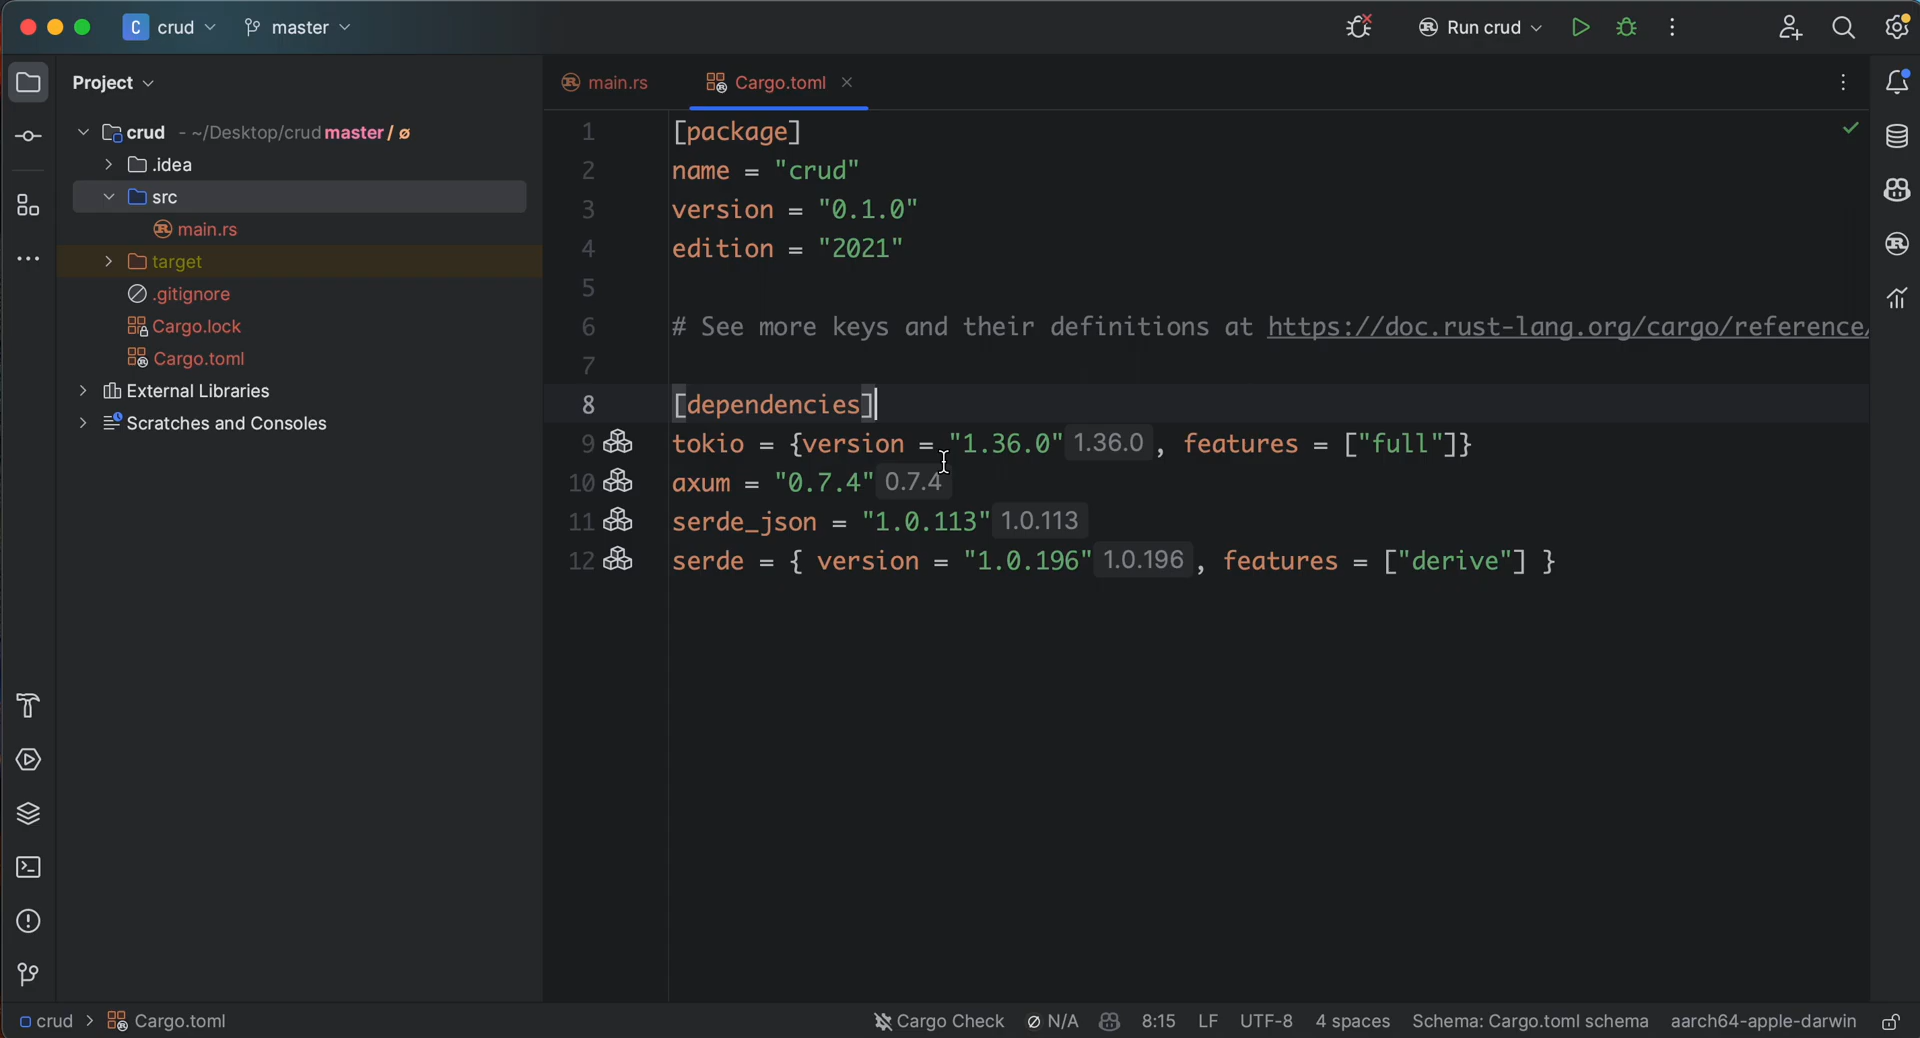 C crud master Run crud
Project
main.rs Cargo.toml
crud - ~/Desktop/crud master / ø
.idea
src
main.rs
target
.gitignore
Cargo.lock
Cargo.toml
External Libraries
Scratches and Consoles
1 [package]
2 name = "crud"
3 version = "0.1.0"
4 edition = "2021"
5
6 # See more keys and their definitions at https://doc.rust-lang.org/cargo/reference/
7
8 [dependencies]
9 tokio = {version = "1.36.0" 1.36.0 , features = ["full"]}
10 axum = "0.7.4" 0.7.4
11 serde_json = "1.0.113" 1.0.113
12 serde = { version = "1.0.196" 1.0.196 , features = ["derive"] }
crud > Cargo.toml Cargo Check N/A 8:15 LF UTF-8 4 spaces Schema: Cargo.toml schema aarch64-apple-darwin